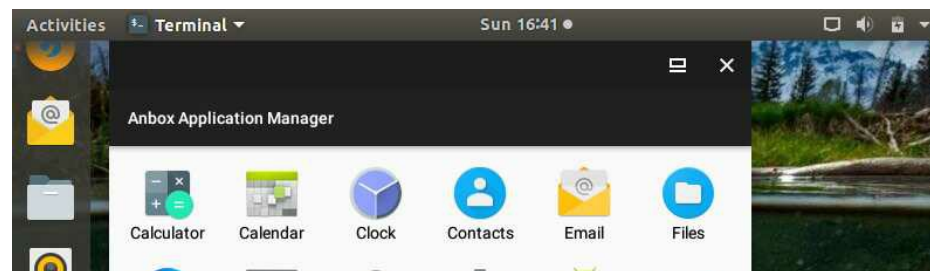 Activities Terminal Sun 16:41
Anbox Application Manager
Calculator Calendar Clock Contacts Email Files